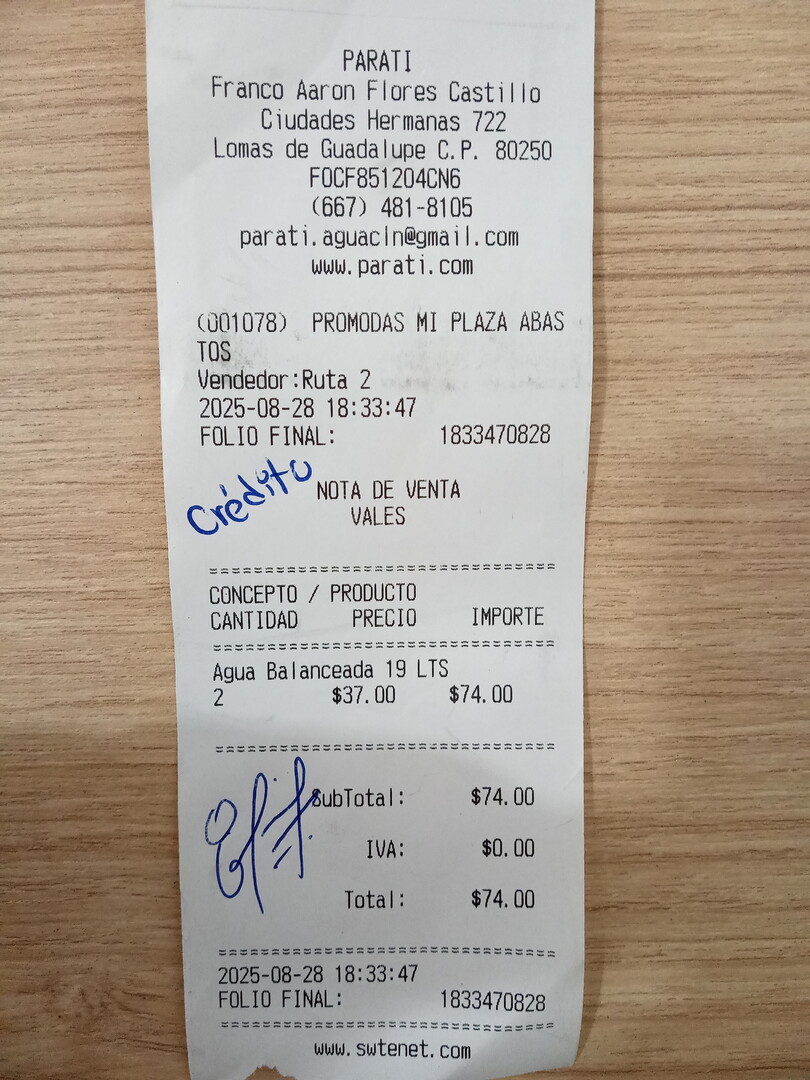 PARATI
Franco Aaron Flores Castillo
Ciudades Hermanas 722
Lomas de Guadalupe C.P. 80250
FOCF851204CN6
(667) 481-8105
parati.aguacln@gmail.com
www.parati.com
(001078) PROMODAS MI PLAZA ABAS
TOS
Vendedor:Ruta 2
2025-08-28 18:33:47
FOLIO FINAL: 1833470828
Crédito
NOTA DE VENTA
VALES
CONCEPTO / PRODUCTO
CANTIDAD PRECIO IMPORTE
Agua Balanceada 19 LTS
2 $37.00 $74.00
SubTotal: $74.00
IVA: $0.00
Total: $74.00
2025-08-28 18:33:47
FOLIO FINAL: 1833470828
www.swtenet.com